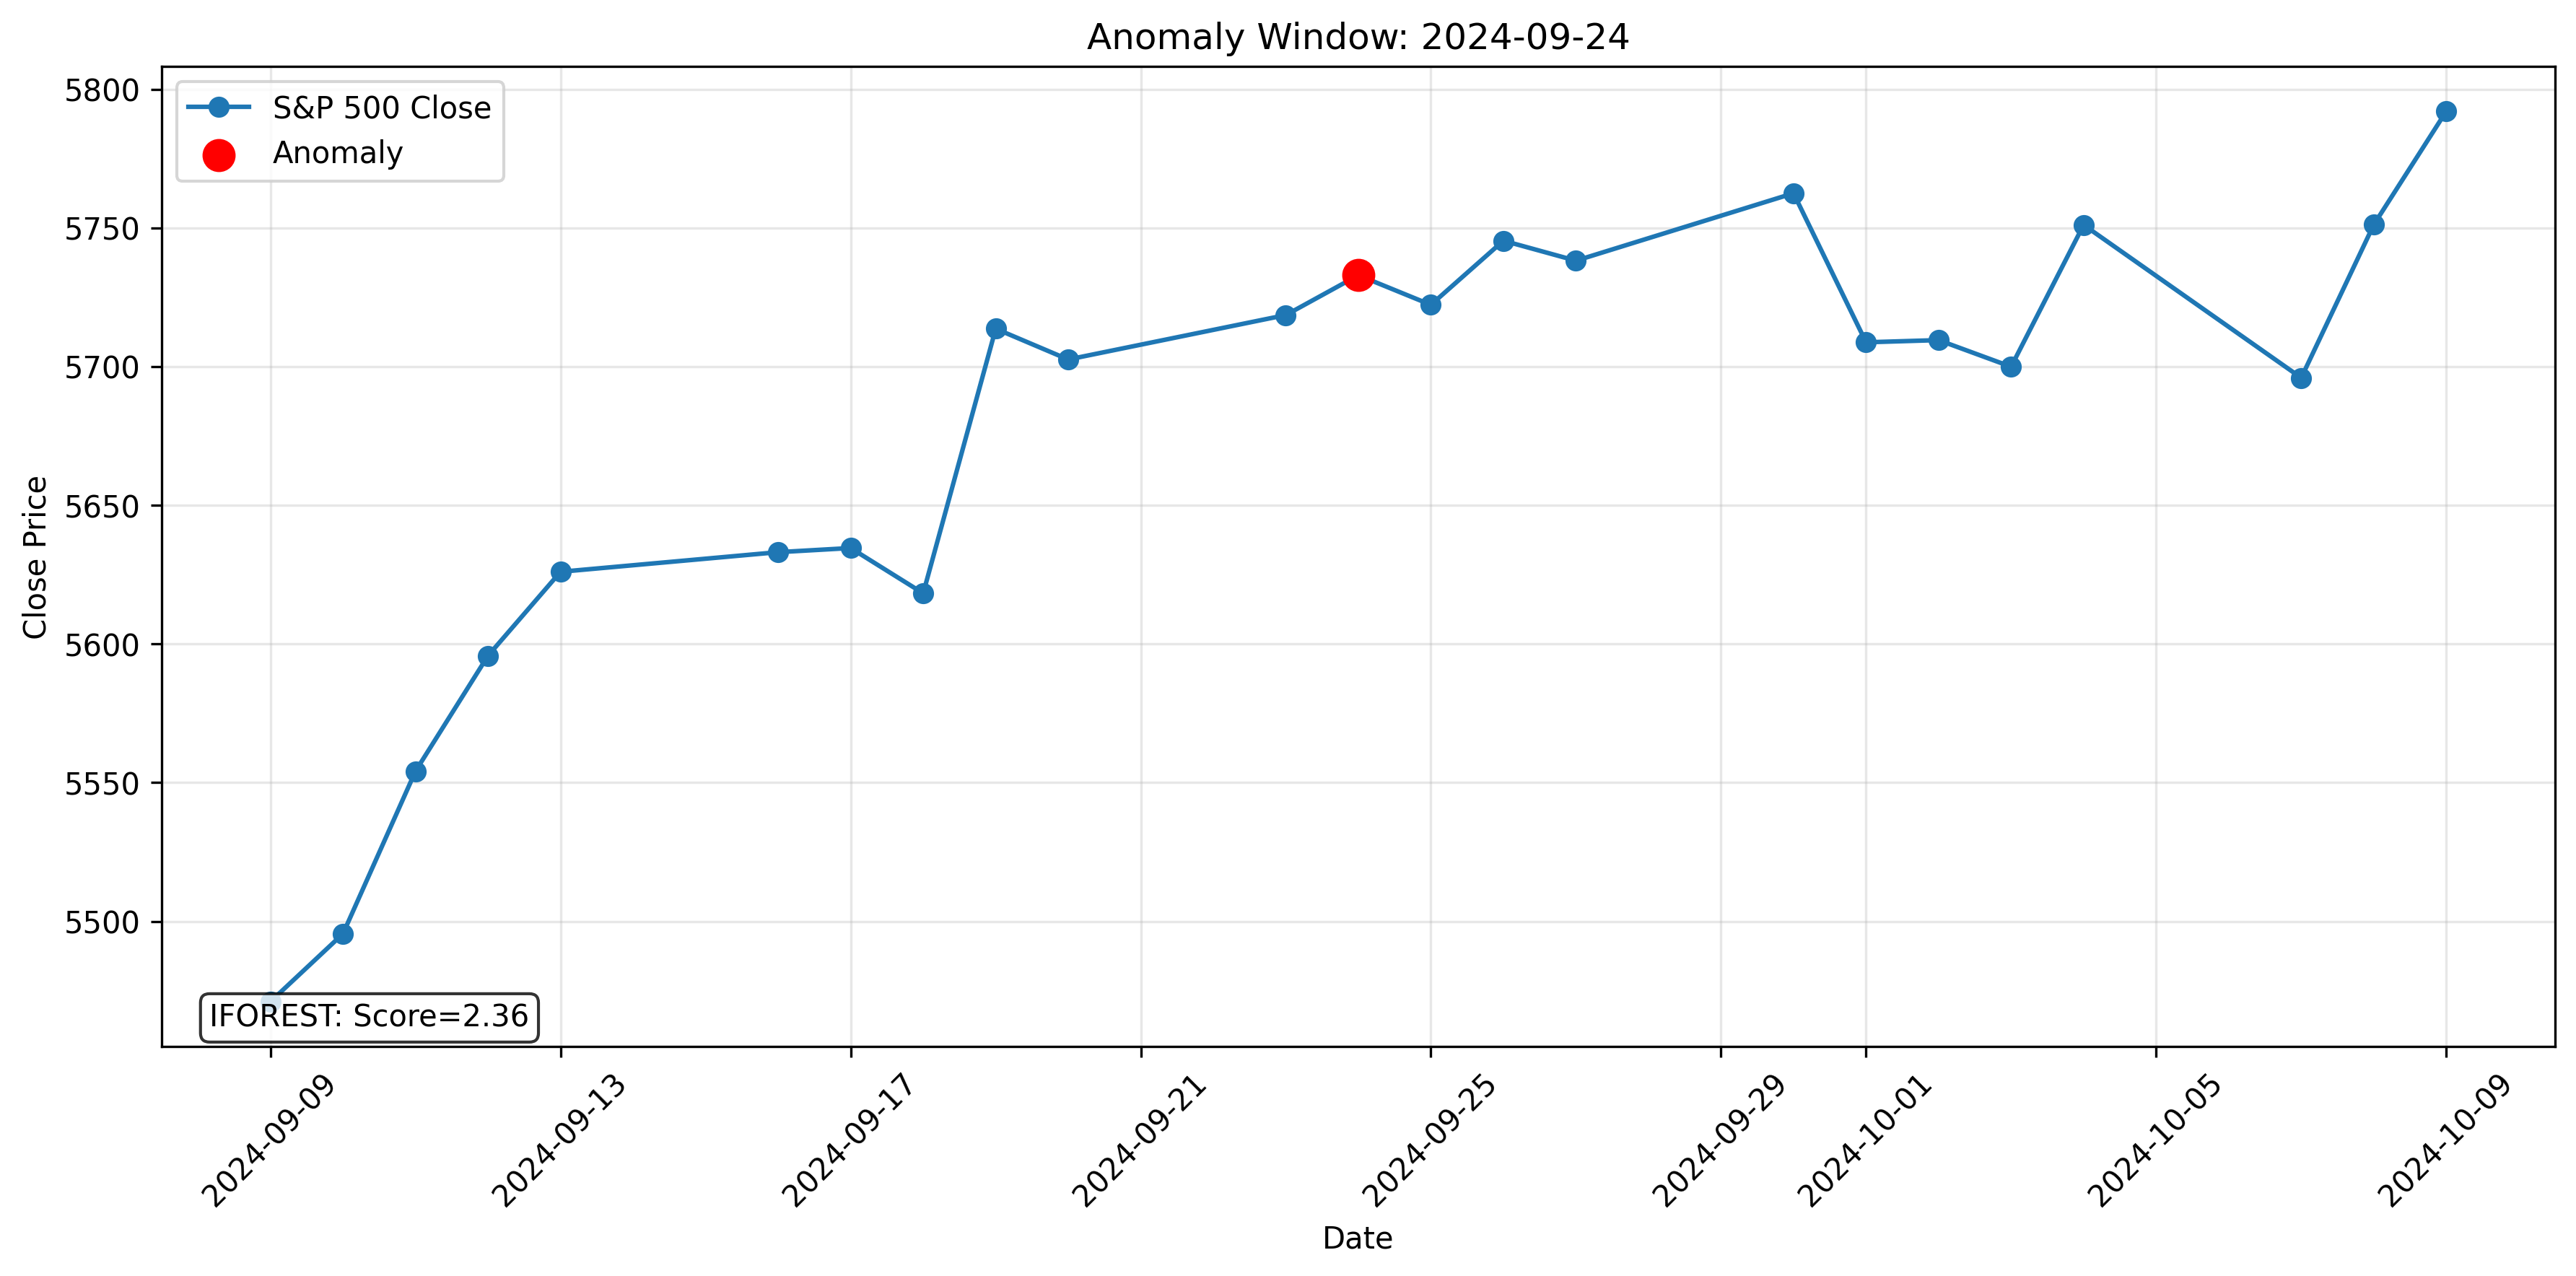 Anomaly Window: 2024-09-24
S&P 500 Close
Anomaly
5800
5750
5700
5650
5600
5550
5500
Close Price
IFOREST: Score=2.36
2024-09-09
2024-09-13
2024-09-17
2024-09-21
2024-09-25
2024-09-29
2024-10-01
2024-10-05
2024-10-09
Date